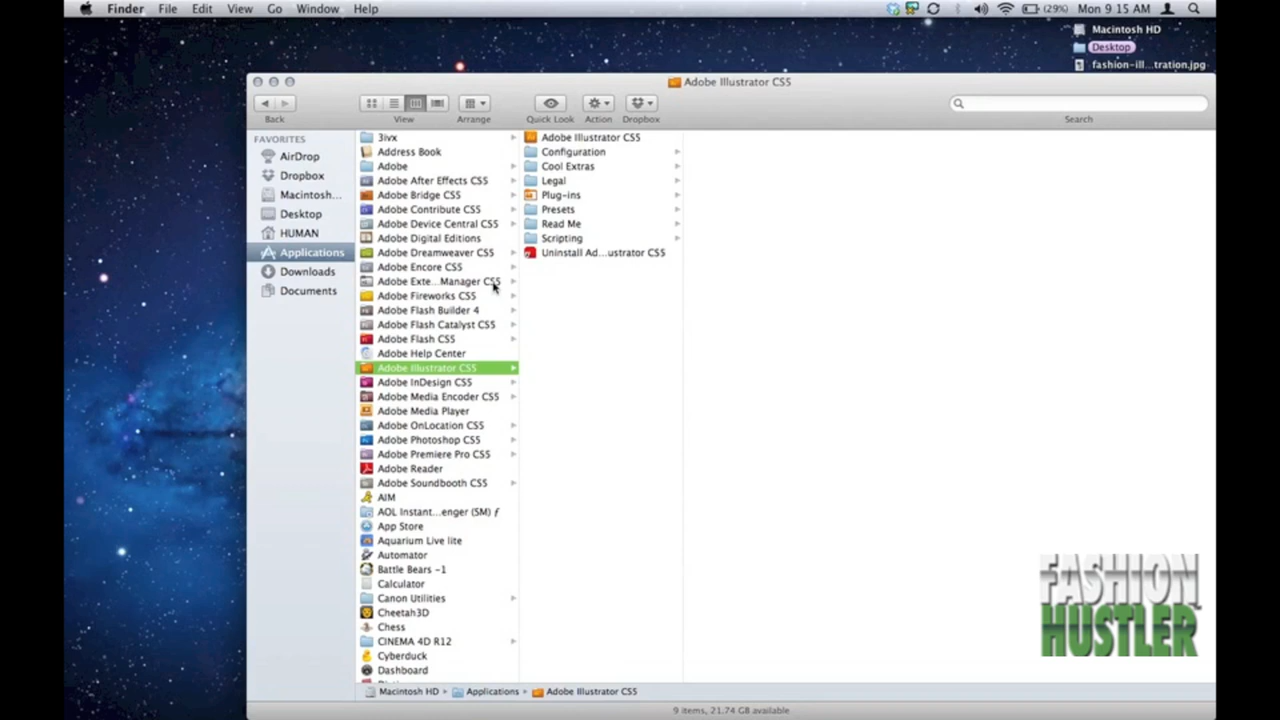 Finder File Edit View Go Window Help (29%) Mon 9 15 AM
Macintosh HD
Desktop
fashion-ill...tration.jpg
Adobe Illustrator CS5
Back View Arrange Quick Look Action Dropbox Search
FAVORITES
AirDrop
Dropbox
Macintosh...
Desktop
HUMAN
Applications
Downloads
Documents
3ivx
Address Book
Adobe
Adobe After Effects CS5
Adobe Bridge CS5
Adobe Contribute CS5
Adobe Device Central CS5
Adobe Digital Editions
Adobe Dreamweaver CS5
Adobe Encore CS5
Adobe Exte...Manager CS5
Adobe Fireworks CS5
Adobe Flash Builder 4
Adobe Flash Catalyst CS5
Adobe Flash CS5
Adobe Help Center
Adobe Illustrator CS5
Adobe InDesign CS5
Adobe Media Encoder CS5
Adobe Media Player
Adobe OnLocation CS5
Adobe Photoshop CS5
Adobe Premiere Pro CS5
Adobe Reader
Adobe Soundbooth CS5
AIM
AOL Instant...enger (SM) ƒ
App Store
Aquarium Live lite
Automator
Battle Bears -1
Calculator
Canon Utilities
Cheetah3D
Chess
CINEMA 4D R12
Cyberduck
Dashboard
Adobe Illustrator CS5
Configuration
Cool Extras
Legal
Plug-ins
Presets
Read Me
Scripting
Uninstall Ad...ustrator CS5
FASHION
HUSTLER
Macintosh HD Applications Adobe Illustrator CS5
9 items, 21.74 GB available